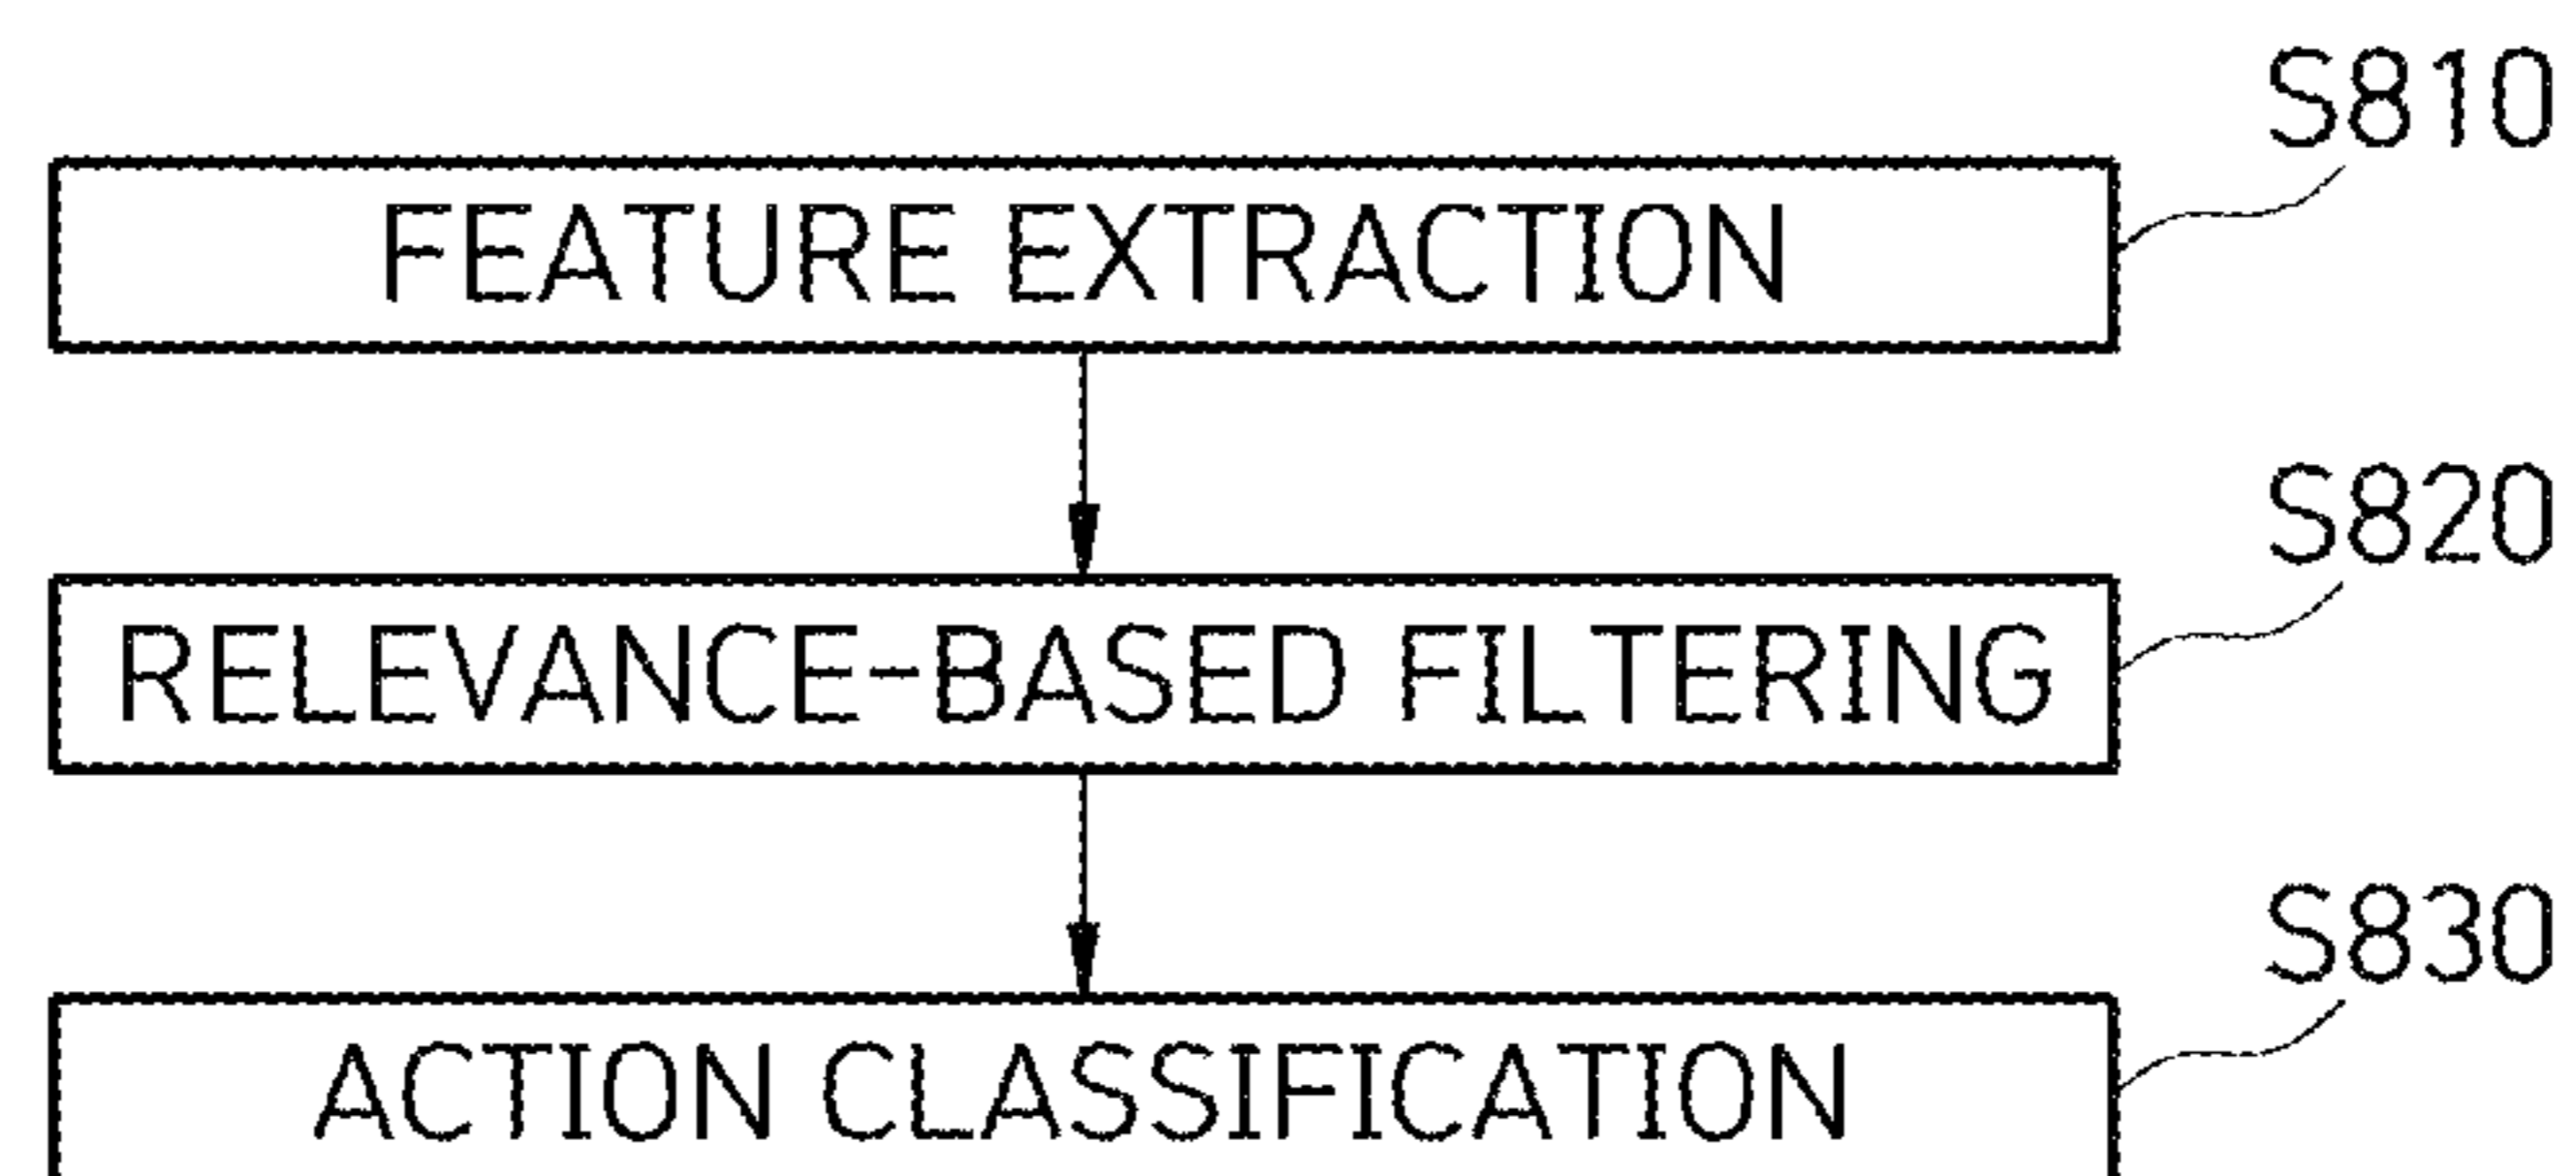 S810
FEATURE EXTRACTION
S820
RELEVANCE-BASED FILTERING
S830
ACTION CLASSIFICATION